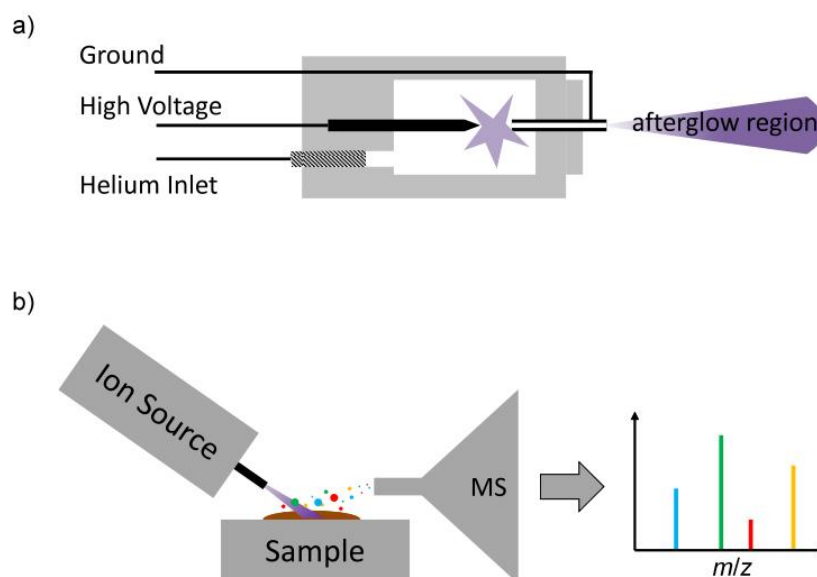 a)
Ground
High Voltage
Helium Inlet
afterglow region
b)
Ion Source
Sample
MS
m/z